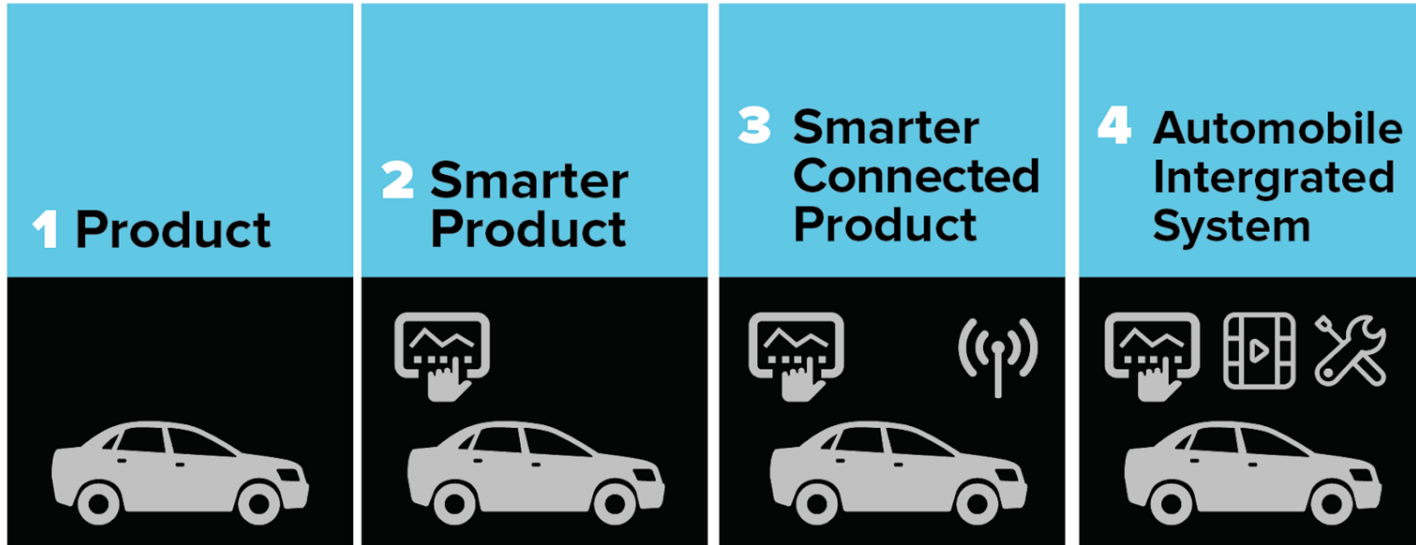 1 Product
2 Smarter
Product
3 Smarter
Connected
Product
4 Automobile
Intergrated
System